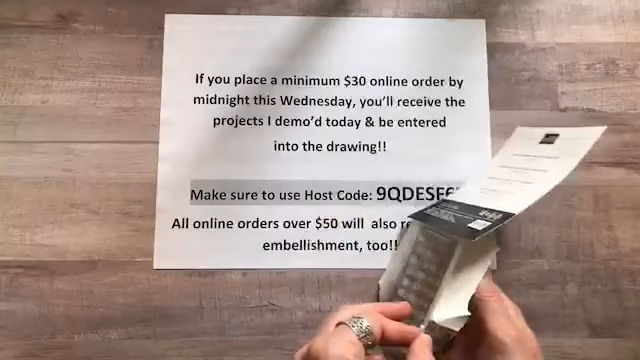 If you place a minimum $30 online order by
midnight this Wednesday, you'll receive the
projects I demo'd today & be entered
into the drawing!!
Make sure to use Host Code:
All online orders over $50 will also
embellishment, too!!